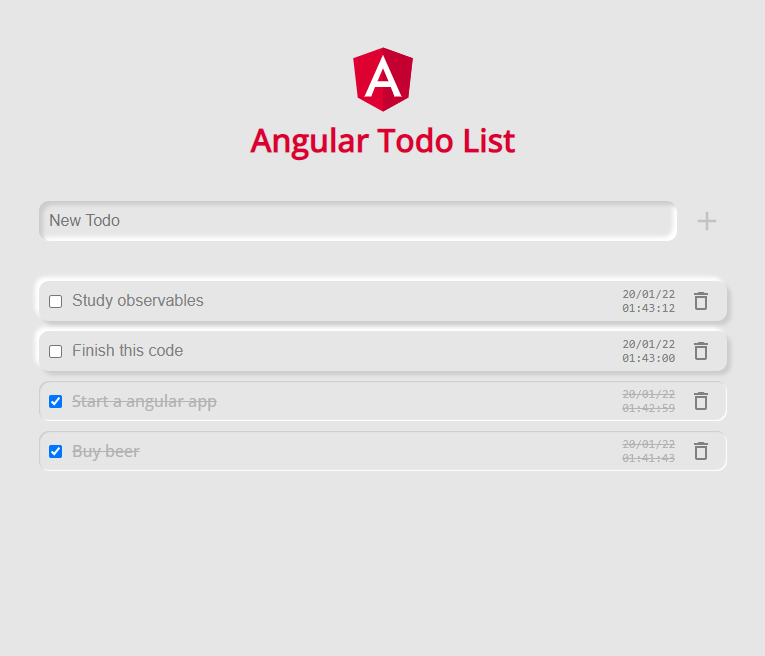 A
Angular Todo List
New Todo
Study observables
20/01/22
01:43:12
Finish this code
20/01/22
01:43:00
Start a angular app
20/01/22
01:42:59
Buy beer
20/01/22
01:41:43